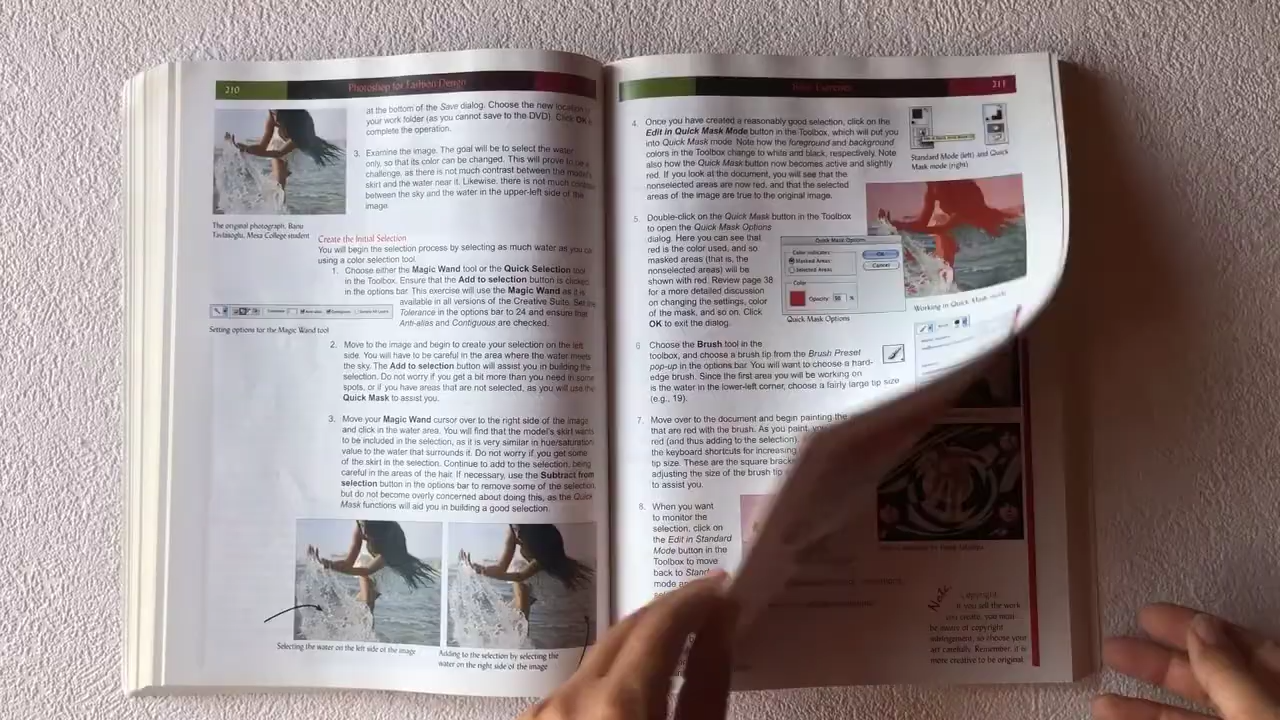 210
Photoshop for Fashion Design
at the bottom of the Save dialog. Choose the new location
your work folder (as you cannot save to the DVD). Click OK
complete the operation.
3. Examine the image. The goal will be to select the water
only, so that its color can be changed. This will prove to be a
challenge, as there is not much contrast between the model's
skirt and the water near it. Likewise, there is not much
between the sky and the water in the upper-left side of the
image.
The original photograph, Banu
Tavlasoglu, Mesa College student
Create the Initial Selection
You will begin the selection process by selecting as much water as you can
using a color selection tool.
1. Choose either the Magic Wand tool or the Quick Selection tool
in the Toolbox. Ensure that the Add to selection button is clicked
in the options bar. This exercise will use the Magic Wand as it is
available in all versions of the Creative Suite. Set the
Tolerance in the options bar to 24 and ensure that
Anti-alias and Contiguous are checked.
Setting options for the Magic Wand tool
2. Move to the image and begin to create your selection on the left
side. You will have to be careful in the area where the water meets
the sky. The Add to selection button will assist you in building the
selection. Do not worry if you get a bit more than you need in some
spots, or if you have areas that are not selected, as you will use the
Quick Mask to assist you.
3. Move your Magic Wand cursor over to the right side of the image
and click in the water area. You will find that the model's skirt wants
to be included in the selection, as it is very similar in hue/saturation
value to the water that surrounds it. Do not worry if you get some
of the skirt in the selection. Continue to add to the selection, being
careful in the areas of the hair. If necessary, use the Subtract from
selection button in the options bar to remove some of the selection,
but do not become overly concerned about doing this, as the Quick
Mask functions will aid you in building a good selection.
Selecting the water on the left side of the image
Adding to the selection by selecting the
water on the right side of the image
Basic Exercises
211
4. Once you have created a reasonably good selection, click on the
Edit in Quick Mask Mode button in the Toolbox, which will put you
into Quick Mask mode. Note how the foreground and background
colors in the Toolbox change to white and black, respectively. Note
also how the Quick Mask button now becomes active and slightly
red. If you look at the document, you will see that the
nonselected areas are now red, and that the selected
areas of the image are true to the original image.
Standard Mode (left) and Quick
Mask mode (right)
5. Double-click on the Quick Mask button in the Toolbox
to open the Quick Mask Options
dialog. Here you can see that
red is the color used, and so
masked areas (that is, the
nonselected areas) will be
shown with red. Review page 38
for a more detailed discussion
on changing the settings, color
of the mask, and so on. Click
OK to exit the dialog.
Quick Mask Options
Color Indicates:
Masked Areas
Selected Areas
OK
Cancel
Color
Opacity: 50 %
Quick Mask Options
Working in Quick Mask mode
6 Choose the Brush tool in the
toolbox, and choose a brush tip from the Brush Preset
pop-up in the options bar. You will want to choose a hard-
edge brush. Since the first area you will be working on
is the water in the lower-left corner, choose a fairly large tip size
(e.g., 19).
7. Move over to the document and begin painting the
that are red with the brush. As you paint,
red (and thus adding to the selection).
the keyboard shortcuts for increasing
tip size. These are the square
adjusting the size of the brush tip
to assist you.
8. When you want
to monitor the
selection, click on
the Edit in Standard
Mode button in the
Toolbox to move
back to
mode
Note
Copyright
If you sell the work
you create, you must
be aware of copyright
infringement, so choose your
art carefully. Remember, it is
more creative to be original.